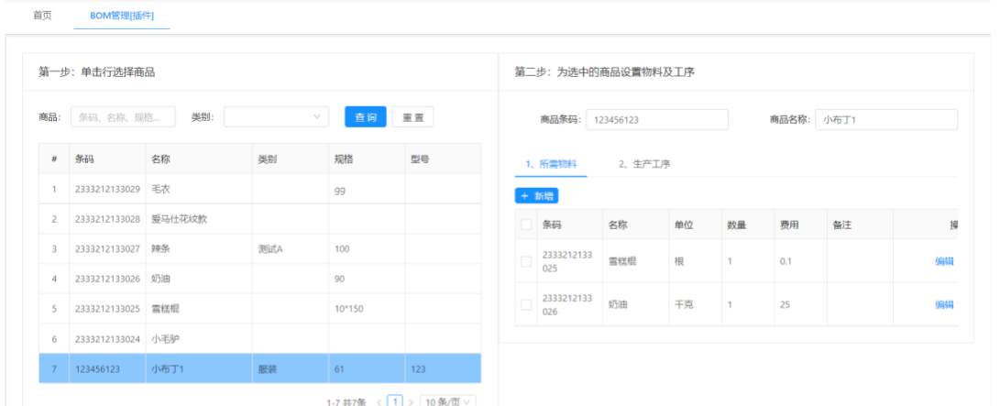 首页 BOM管理[插件]
第一步：单击行选择商品
商品： 条码、名称、规格... 类别： 查询 重置
# 条码 名称 类别 规格 型号
1 2333212133029 毛衣 gg
2 2333212133028 爱马仕花纹款
3 2333212133027 辣条 测试A 100
4 2333212133026 奶油 90
5 2333212133025 雪糕棍 10*150
6 2333212133024 小毛驴
7 123456123 小布丁1 服装 61 123
1-7 共7条 < 1 > 10 条/页
第二步：为选中的商品设置物料及工序
商品条码： 123456123 商品名称： 小布丁1
1、所需物料 2、生产工序
+ 新增
条码 名称 单位 数量 费用 备注 操
2333212133
025 雪糕棍 根 1 0.1 编辑
2333212133
026 奶油 千克 1 25 编辑